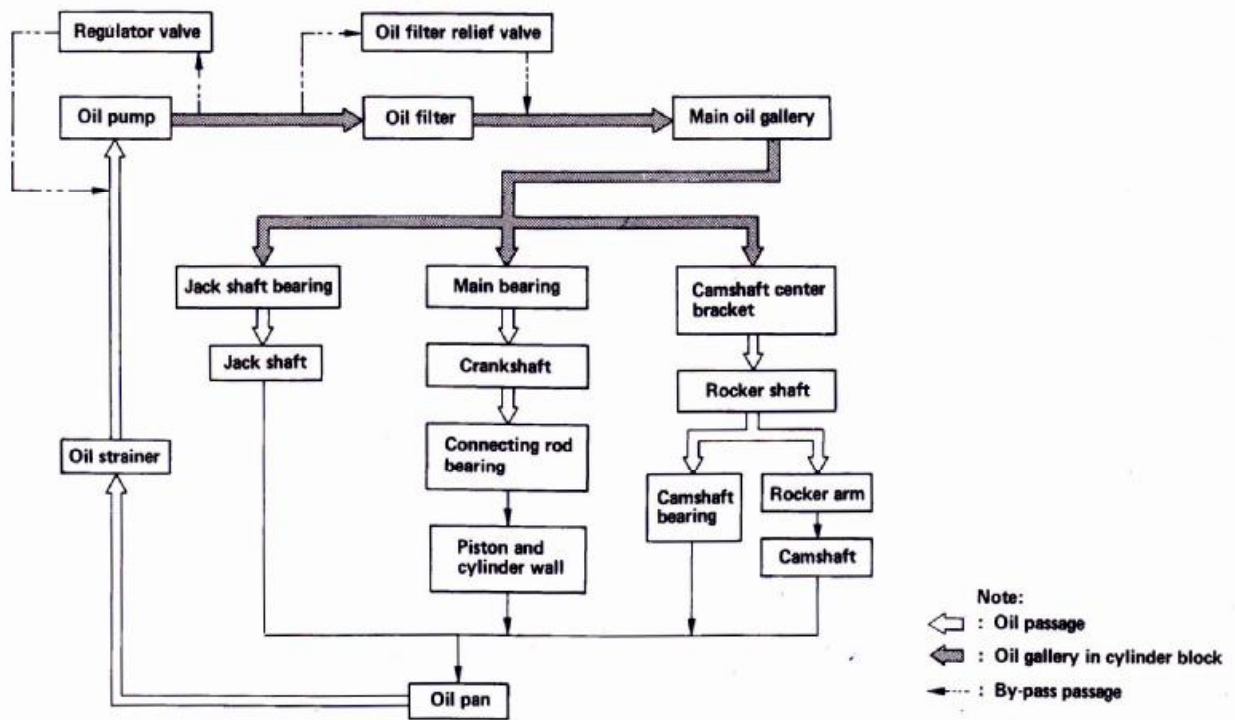 Regulator valve
Oil filter relief valve
Oil pump
Oil filter
Main oil gallery
Jack shaft bearing
Main bearing
Camshaft center
bracket
Jack shaft
Crankshaft
Rocker shaft
Oil strainer
Connecting rod
bearing
Camshaft
bearing
Rocker arm
Piston and
cylinder wall
Camshaft
Oil pan
Note:
: Oil passage
: Oil gallery in cylinder block
: By-pass passage